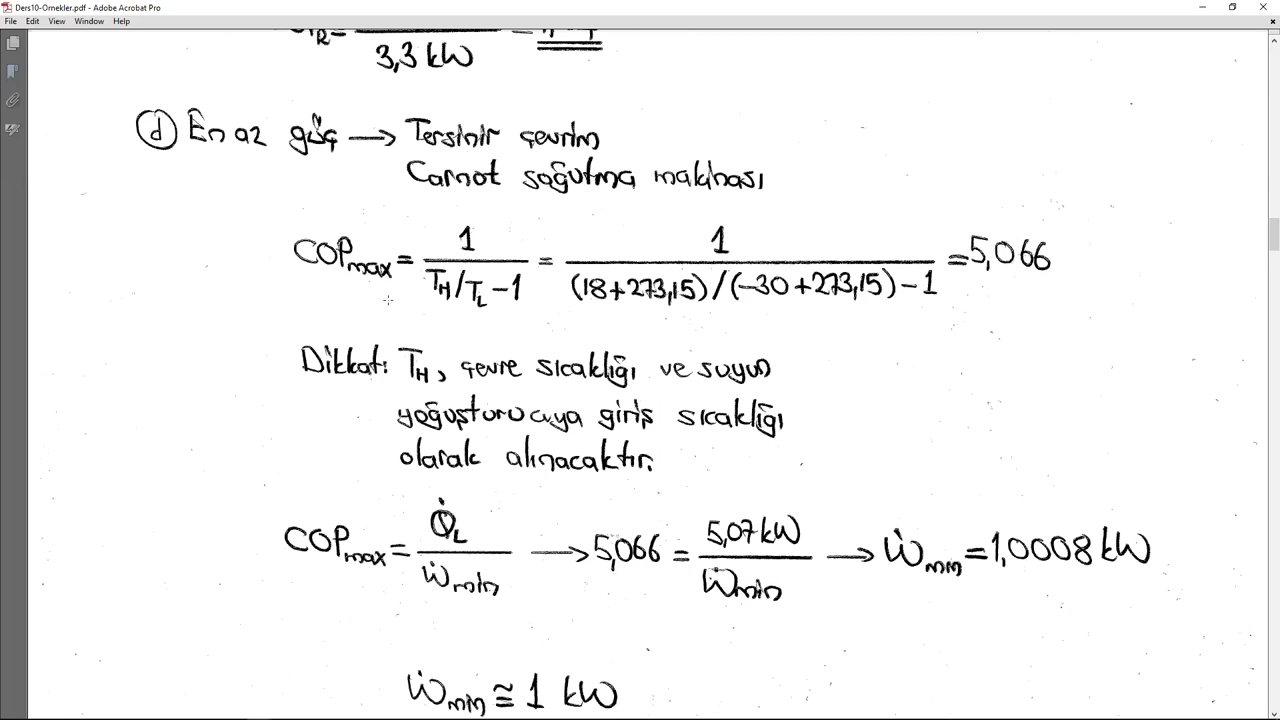 Ders10-Ornekler.pdf - Adobe Acrobat Pro
File Edit View Window Help
3,3 kW
d En az güç → Tersinir çevrim
Carnot soğutma makinası
COPmax = 1 / (TH/TL - 1) = 1 / ((18+273,15)/(-30+273,15)-1) = 5,066
Dikkat: TH, çevre sıcaklığı ve suyun
yoğuşturucuya giriş sıcaklığı
olarak alınacaktır.
COPmax = Q̇L / Ẇmin → 5,066 = 5,07 kW / Ẇmin → Ẇmin = 1,0008 kW
Ẇmin ≅ 1 kW